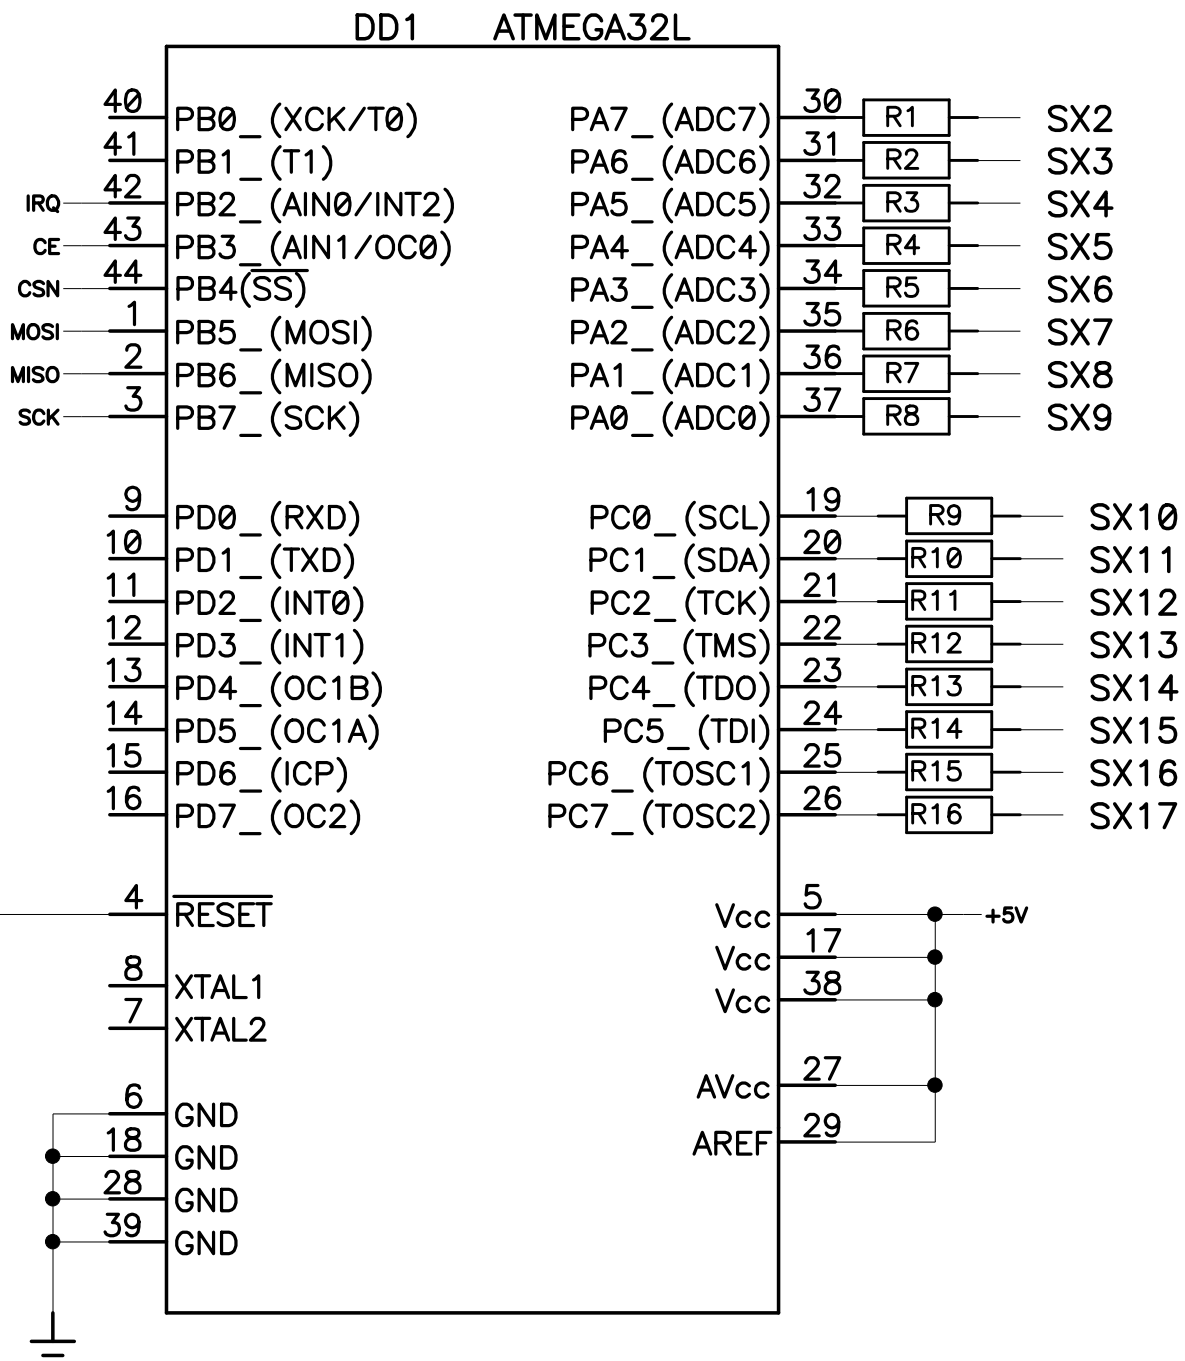 DD1 ATMEGA32L
40 PB0_(XCK/T0) PA7_(ADC7) 30 R1 SX2
41 PB1_(T1) PA6_(ADC6) 31 R2 SX3
IRQ 42 PB2_(AIN0/INT2) PA5_(ADC5) 32 R3 SX4
CE 43 PB3_(AIN1/OC0) PA4_(ADC4) 33 R4 SX5
CSN 44 PB4(SS) PA3_(ADC3) 34 R5 SX6
MOSI 1 PB5_(MOSI) PA2_(ADC2) 35 R6 SX7
MISO 2 PB6_(MISO) PA1_(ADC1) 36 R7 SX8
SCK 3 PB7_(SCK) PA0_(ADC0) 37 R8 SX9
9 PD0_(RXD) PC0_(SCL) 19 R9 SX10
10 PD1_(TXD) PC1_(SDA) 20 R10 SX11
11 PD2_(INT0) PC2_(TCK) 21 R11 SX12
12 PD3_(INT1) PC3_(TMS) 22 R12 SX13
13 PD4_(OC1B) PC4_(TDO) 23 R13 SX14
14 PD5_(OC1A) PC5_(TDI) 24 R14 SX15
15 PD6_(ICP) PC6_(TOSC1) 25 R15 SX16
16 PD7_(OC2) PC7_(TOSC2) 26 R16 SX17
4 RESET Vcc 5 +5V
Vcc 17
8 XTAL1 Vcc 38
7 XTAL2
AVcc 27
6 GND
AREF 29
18 GND
28 GND
39 GND